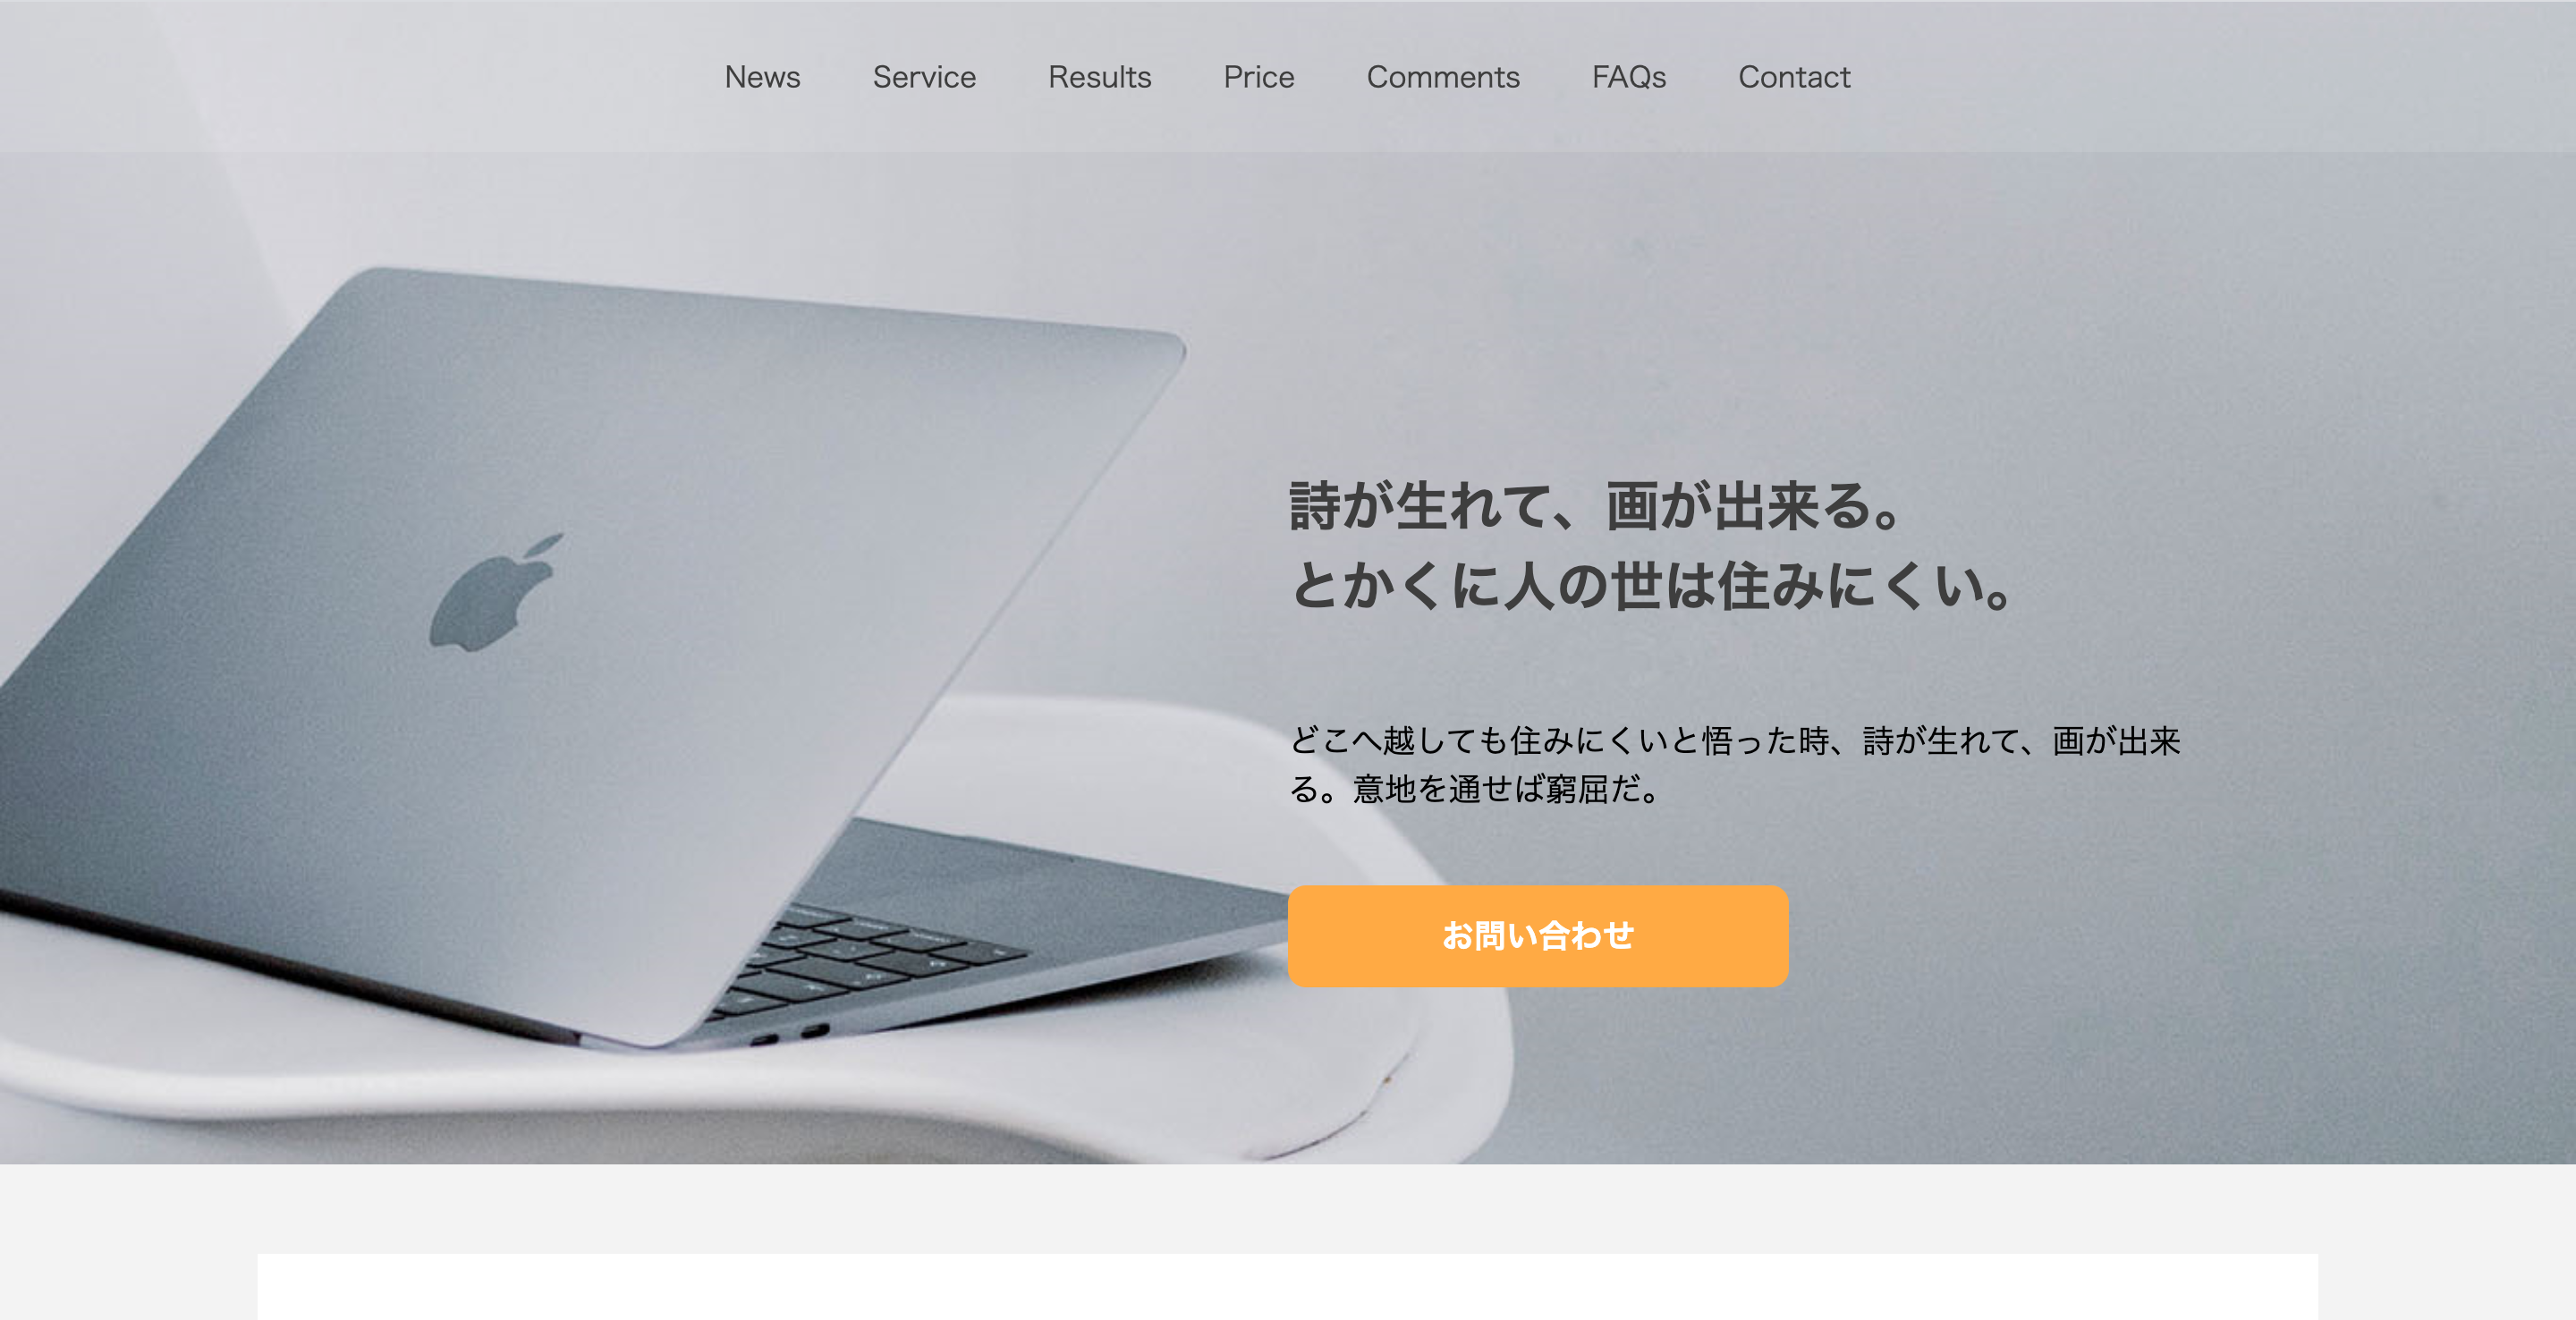 News Service Results Price Comments FAQs Contact
詩が生れて、画が出来る。
とかくに人の世は住みにくい。
どこへ越しても住みにくいと悟った時、詩が生れて、画が出来
る。意地を通せば窮屈だ。
お問い合わせ